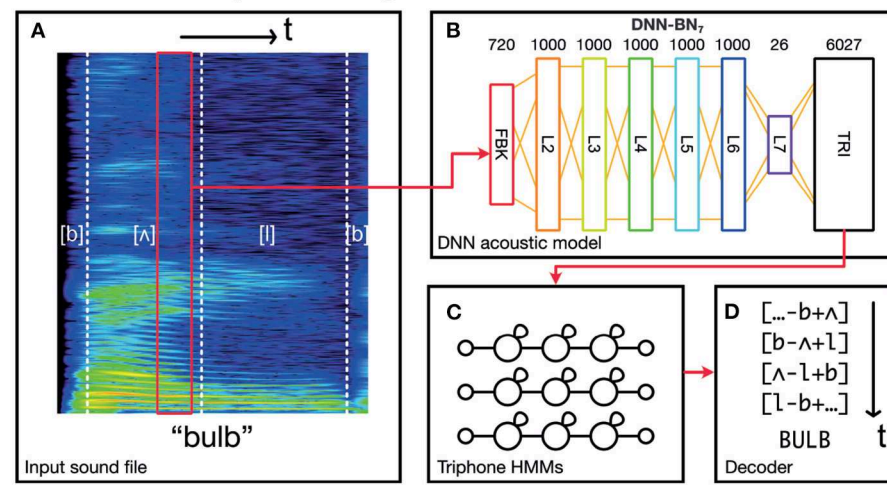 A
t
[b]
[ʌ]
[l]
[b]
“bulb”
Input sound file
B
DNN-BN₇
720 1000 1000 1000 1000 1000 26 6027
FBK
L2
L3
L4
L5
L6
L7
TRI
DNN acoustic model
C
Triphone HMMs
D
[…-b+ʌ]
[b-ʌ+l]
[ʌ-l+b]
[l-b+…]
BULB
t
Decoder